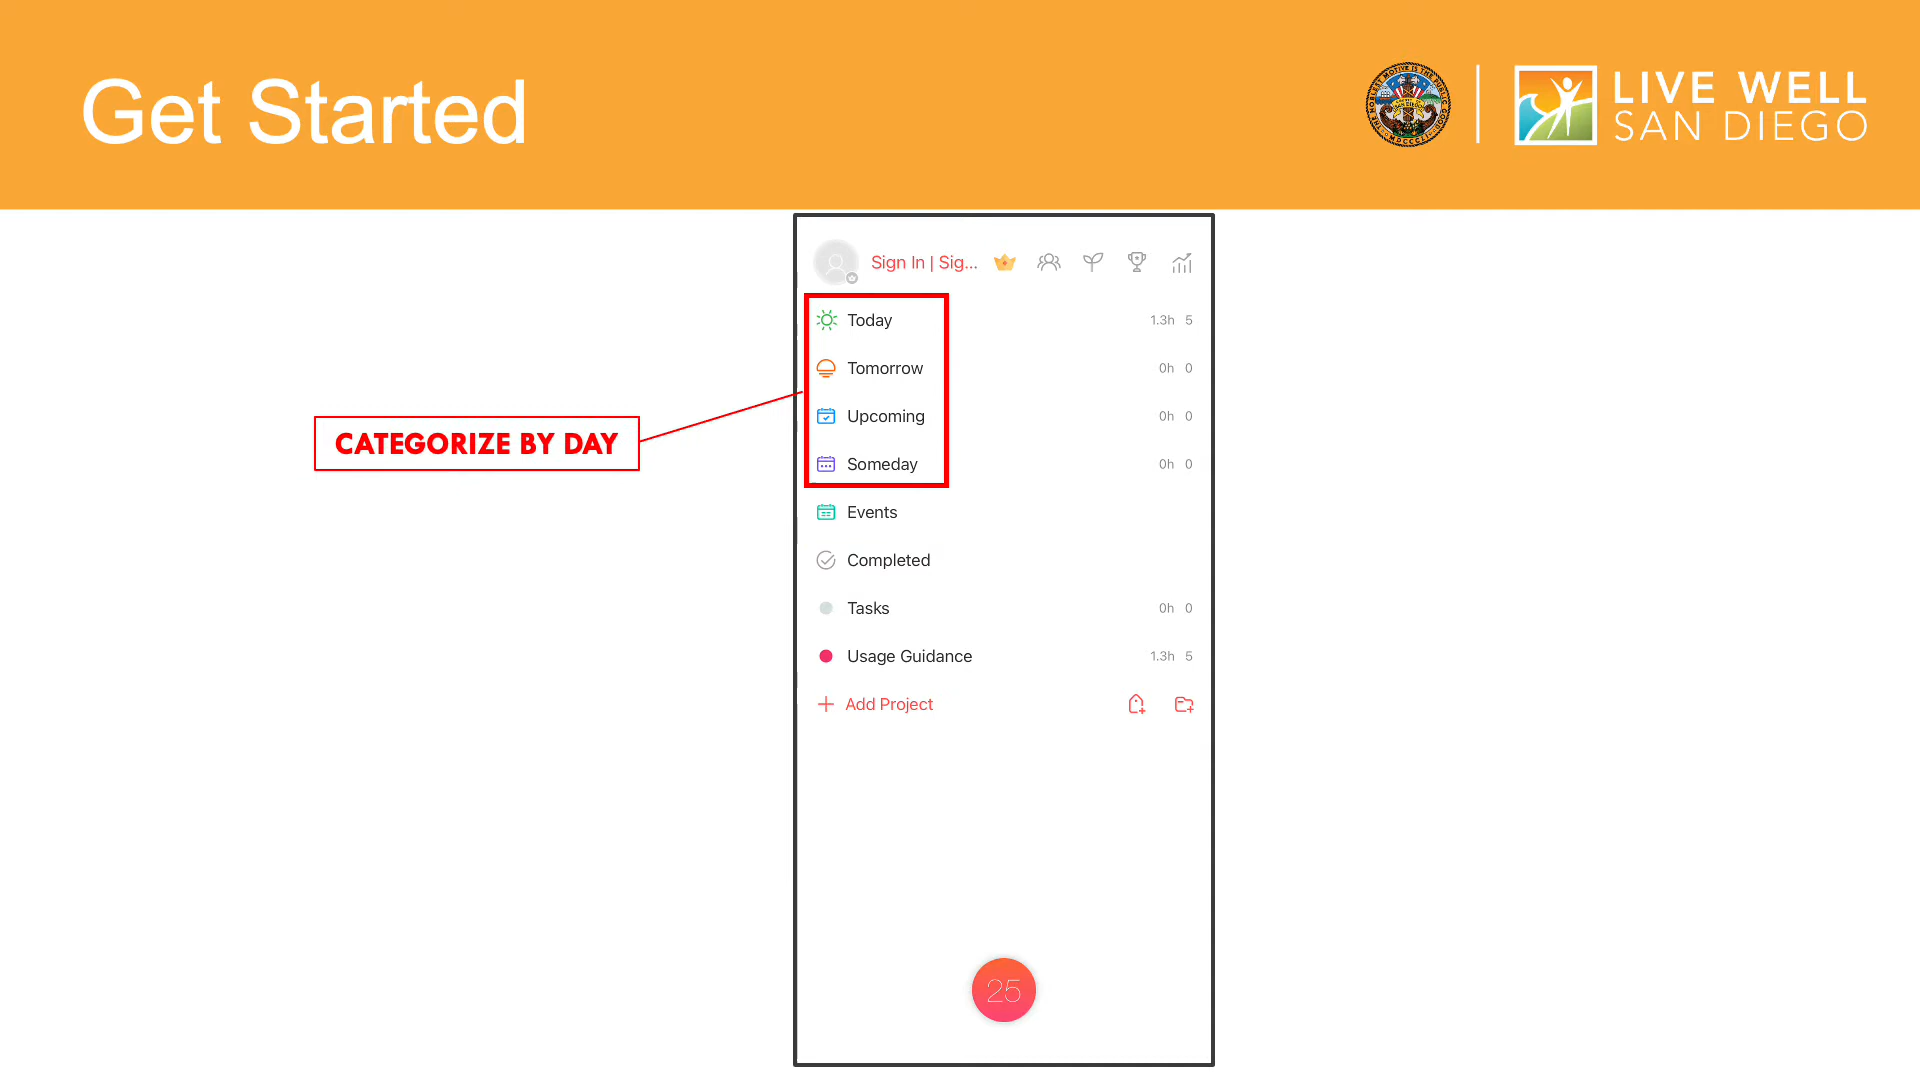 Get Started
LIVE WELL
SAN DIEGO
Sign In | Sig...
Today 1.3h 5
Tomorrow 0h 0
CATEGORIZE BY DAY
Upcoming 0h 0
Someday 0h 0
Events
Completed
Tasks 0h 0
Usage Guidance 1.3h 5
Add Project
25